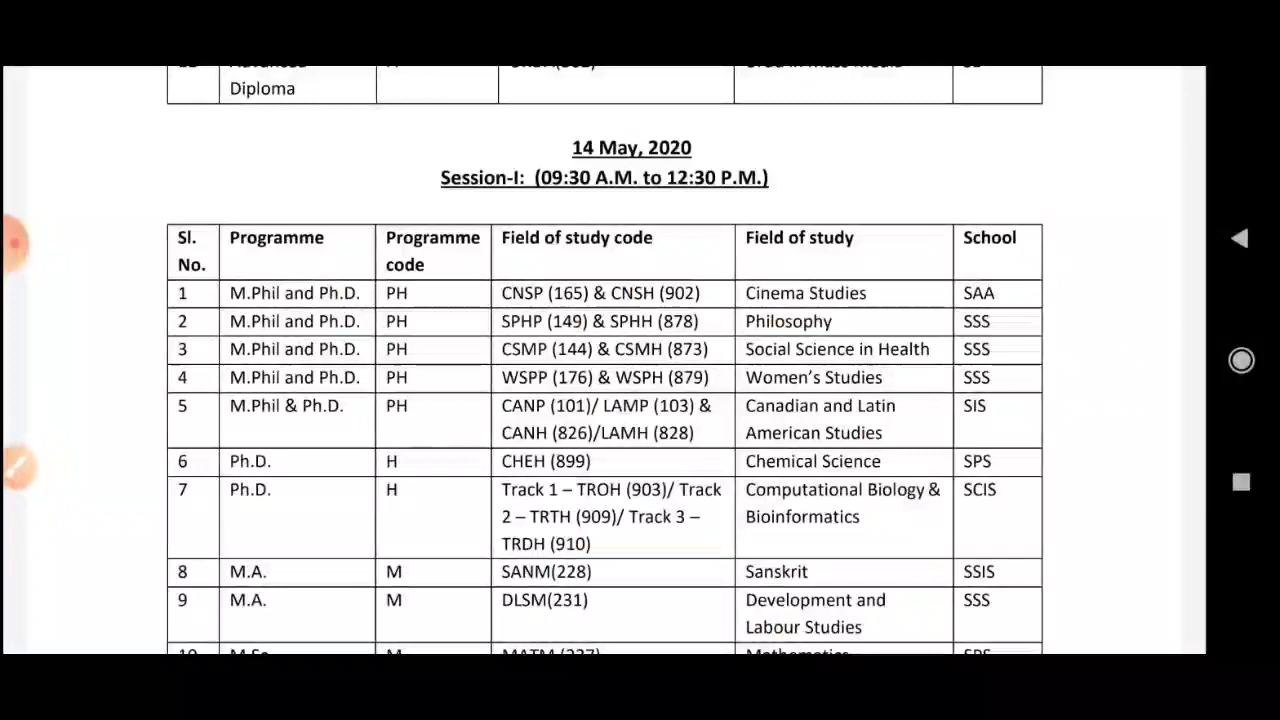 Diploma
14 May, 2020
Session-I: (09:30 A.M. to 12:30 P.M.)
Sl. No. Programme Programme code Field of study code Field of study School
1 M.Phil and Ph.D. PH CNSP (165) & CNSH (902) Cinema Studies SAA
2 M.Phil and Ph.D. PH SPHP (149) & SPHH (878) Philosophy SSS
3 M.Phil and Ph.D. PH CSMP (144) & CSMH (873) Social Science in Health SSS
4 M.Phil and Ph.D. PH WSPP (176) & WSPH (879) Women’s Studies SSS
5 M.Phil & Ph.D. PH CANP (101)/ LAMP (103) & Canadian and Latin SIS
CANH (826)/LAMH (828) American Studies
6 Ph.D. H CHEH (899) Chemical Science SPS
7 Ph.D. H Track 1 – TROH (903)/ Track Computational Biology & SCIS
2 – TRTH (909)/ Track 3 – Bioinformatics
TRDH (910)
8 M.A. M SANM(228) Sanskrit SSIS
9 M.A. M DLSM(231) Development and SSS
Labour Studies